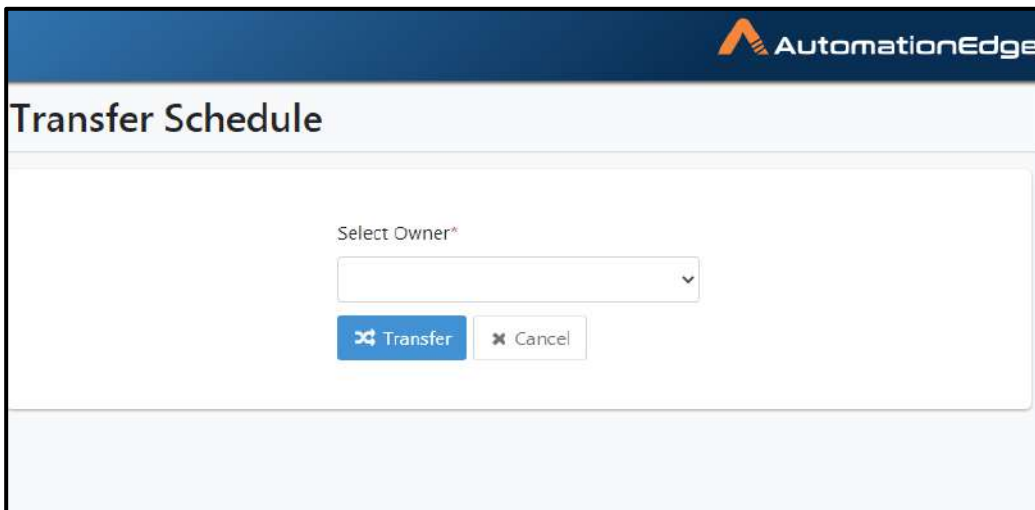 AutomationEdge
Transfer Schedule
Select Owner*
Transfer
Cancel